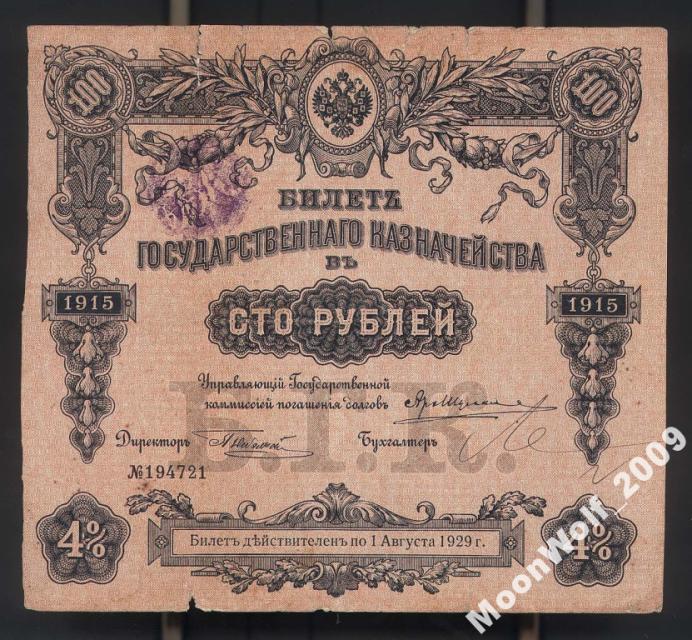 100 100
БИЛЕТЪ
ГОСУДАРСТВЕННАГО КАЗНАЧЕЙСТВА
ВЪ
1915 1915
СТО РУБЛЕЙ
Управляющій Государственной
коммиссіей погашенія долговъ
Б.Г.К.
Директоръ Бухгалтеръ
№194721
4% 4%
Билетъ дѣйствителенъ по 1 Августа 1929 г.
MoonWolf_2009